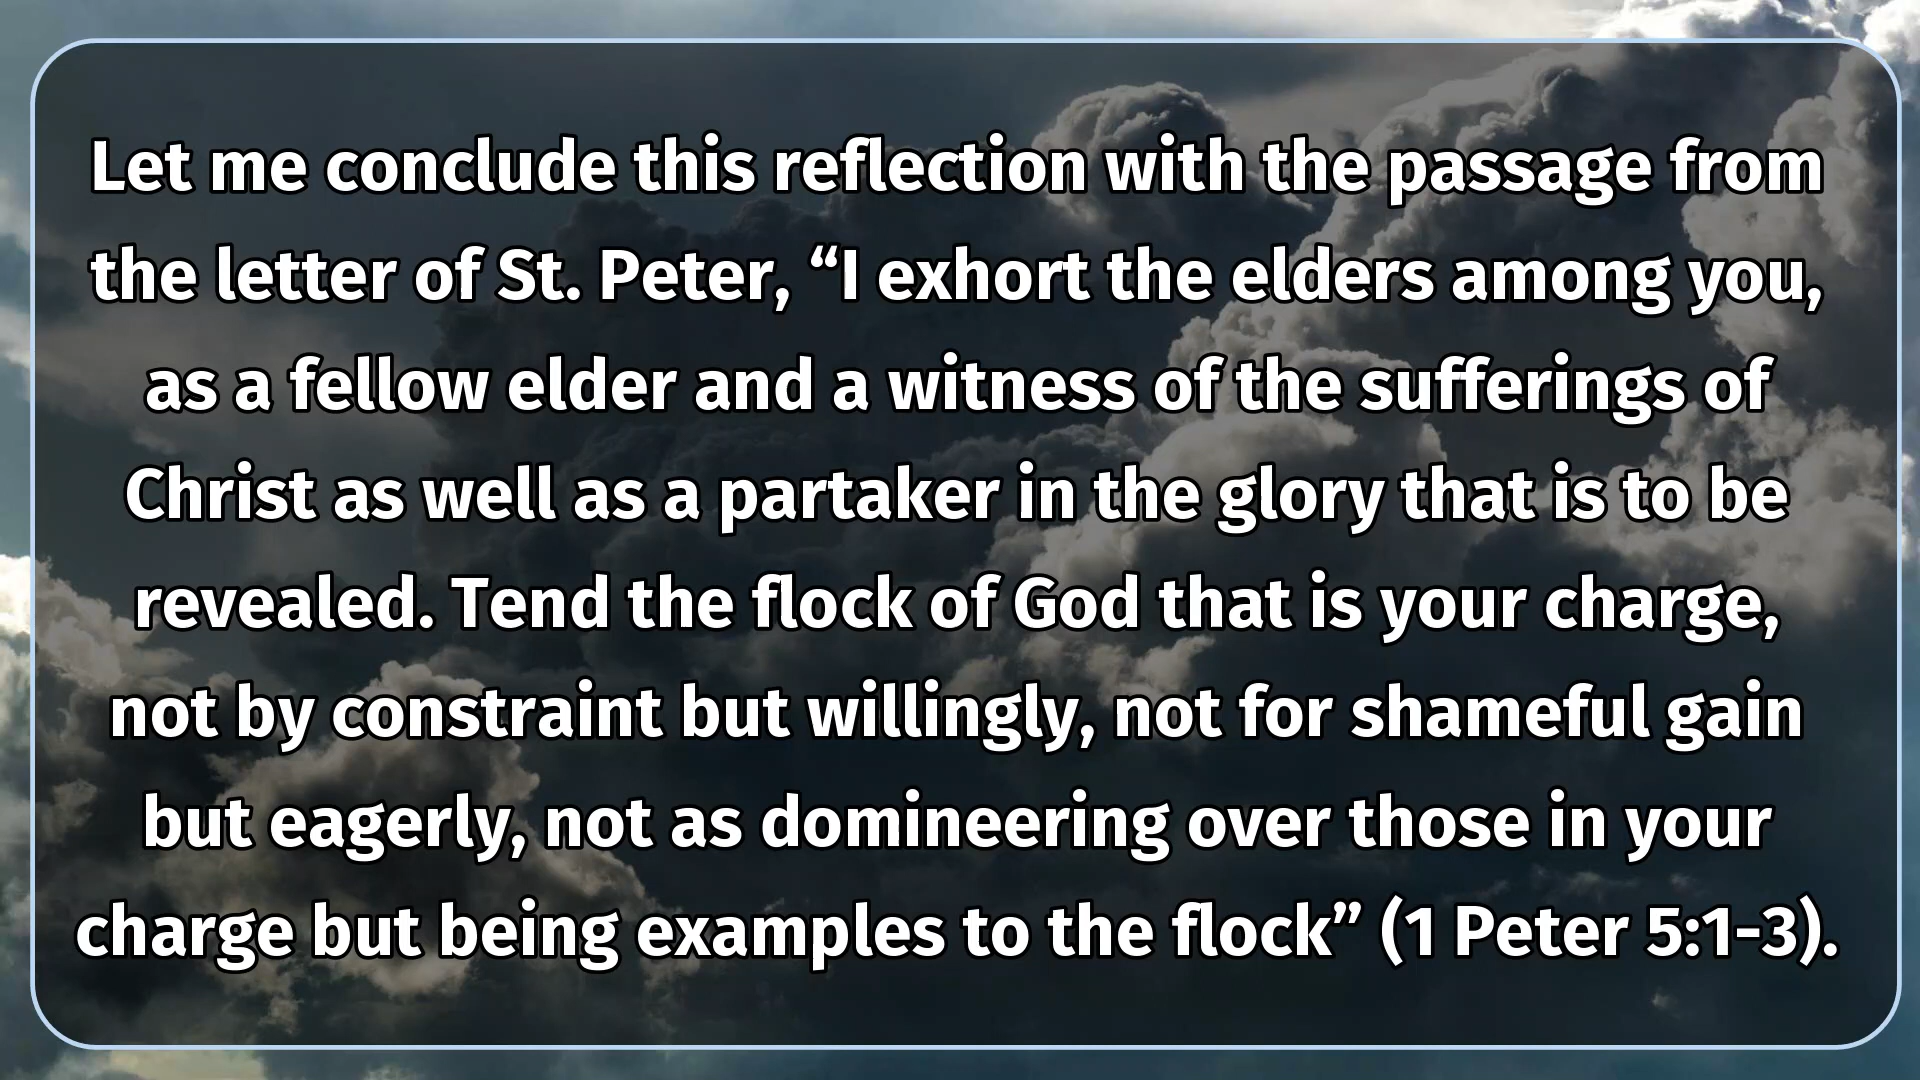 Let me conclude this reflection with the passage from
the letter of St. Peter, “I exhort the elders among you,
as a fellow elder and a witness of the sufferings of
Christ as well as a partaker in the glory that is to be
revealed. Tend the flock of God that is your charge,
not by constraint but willingly, not for shameful gain
but eagerly, not as domineering over those in your
charge but being examples to the flock” (1 Peter 5:1-3).